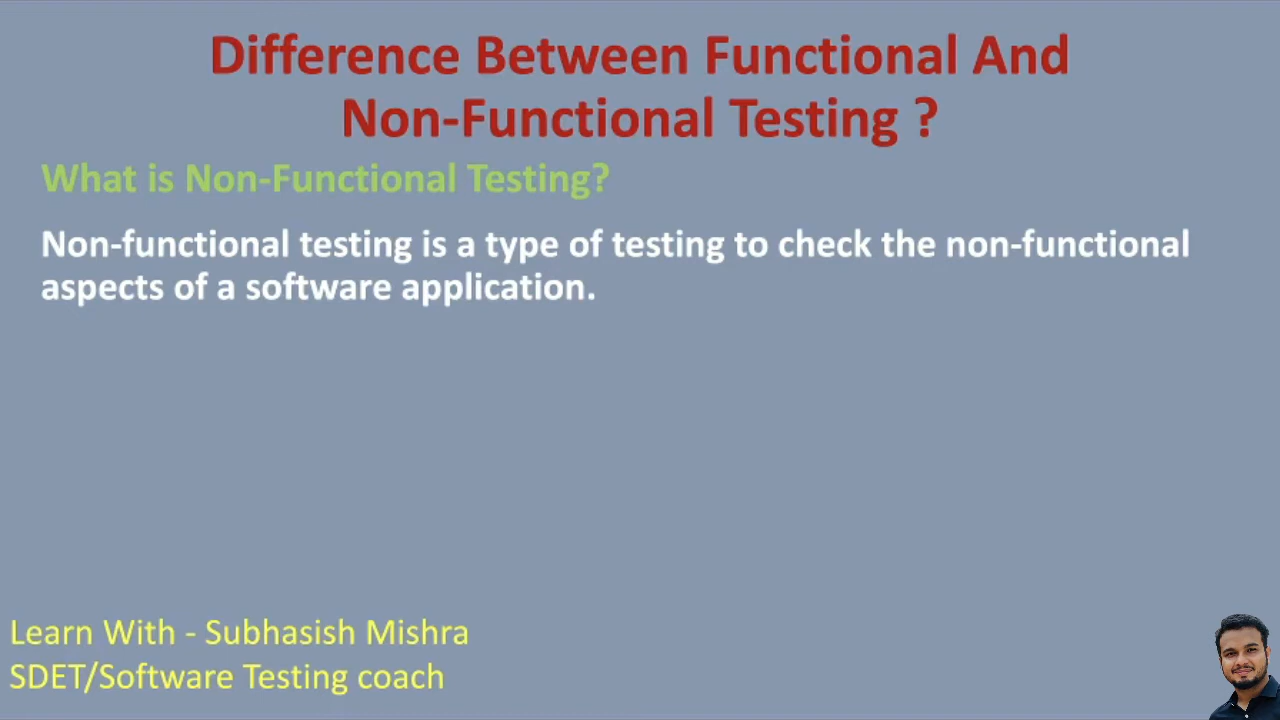 Difference Between Functional And
Non-Functional Testing ?
What is Non-Functional Testing?
Non-functional testing is a type of testing to check the non-functional
aspects of a software application.
Learn With - Subhasish Mishra
SDET/Software Testing coach